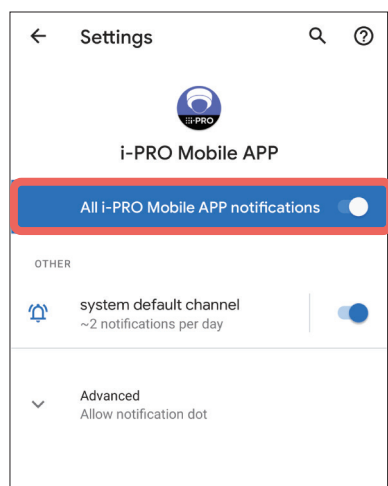 Settings
i-PRO
i-PRO Mobile APP
All i-PRO Mobile APP notifications
OTHER
system default channel
~2 notifications per day
Advanced
Allow notification dot